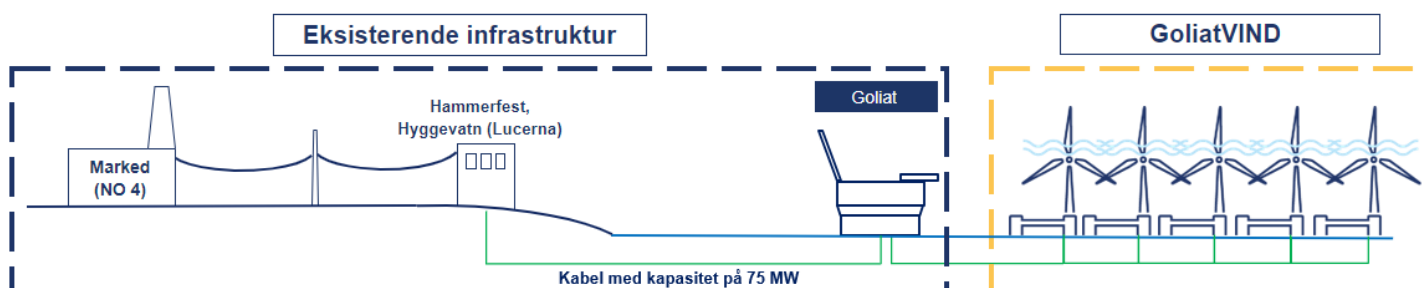 Eksisterende infrastruktur
GoliatVIND
Goliat
Hammerfest,
Hyggevatn (Lucerna)
Marked
(NO 4)
Kabel med kapasitet på 75 MW